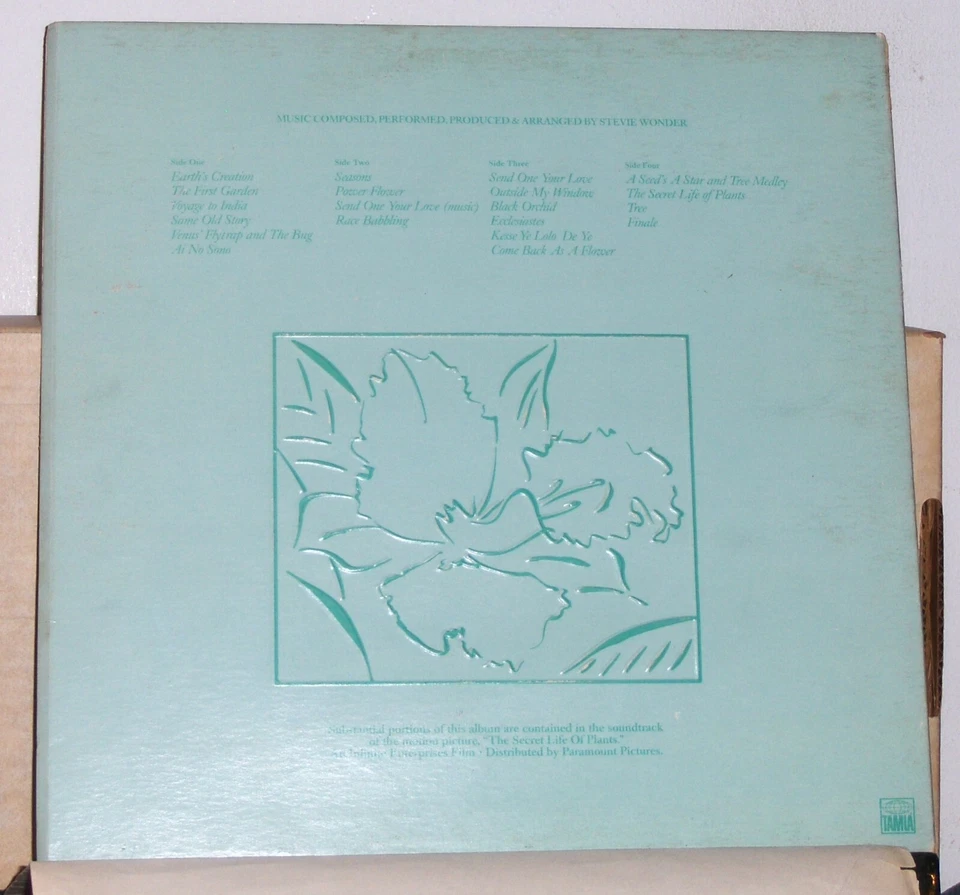 MUSIC COMPOSED, PERFORMED, PRODUCED & ARRANGED BY STEVIE WONDER
Side One
Earth's Creation
The First Garden
Voyage to India
Same Old Story
Venus' Flytrap and The Bug
Ai No Sono
Side Two
Seasons
Power Flower
Send One Your Love (music)
Race Babbling
Side Three
Send One Your Love
Outside My Window
Black Orchid
Ecclesiastes
Kesse Ye Lolo De Ye
Come Back As A Flower
Side Four
A Seed's A Star and Tree Medley
The Secret Life of Plants
Tree
Finale
Substantial portions of this album are contained in the soundtrack
of the motion picture, "The Secret Life Of Plants."
An Infinite Enterprises Film • Distributed by Paramount Pictures.
TAMLA